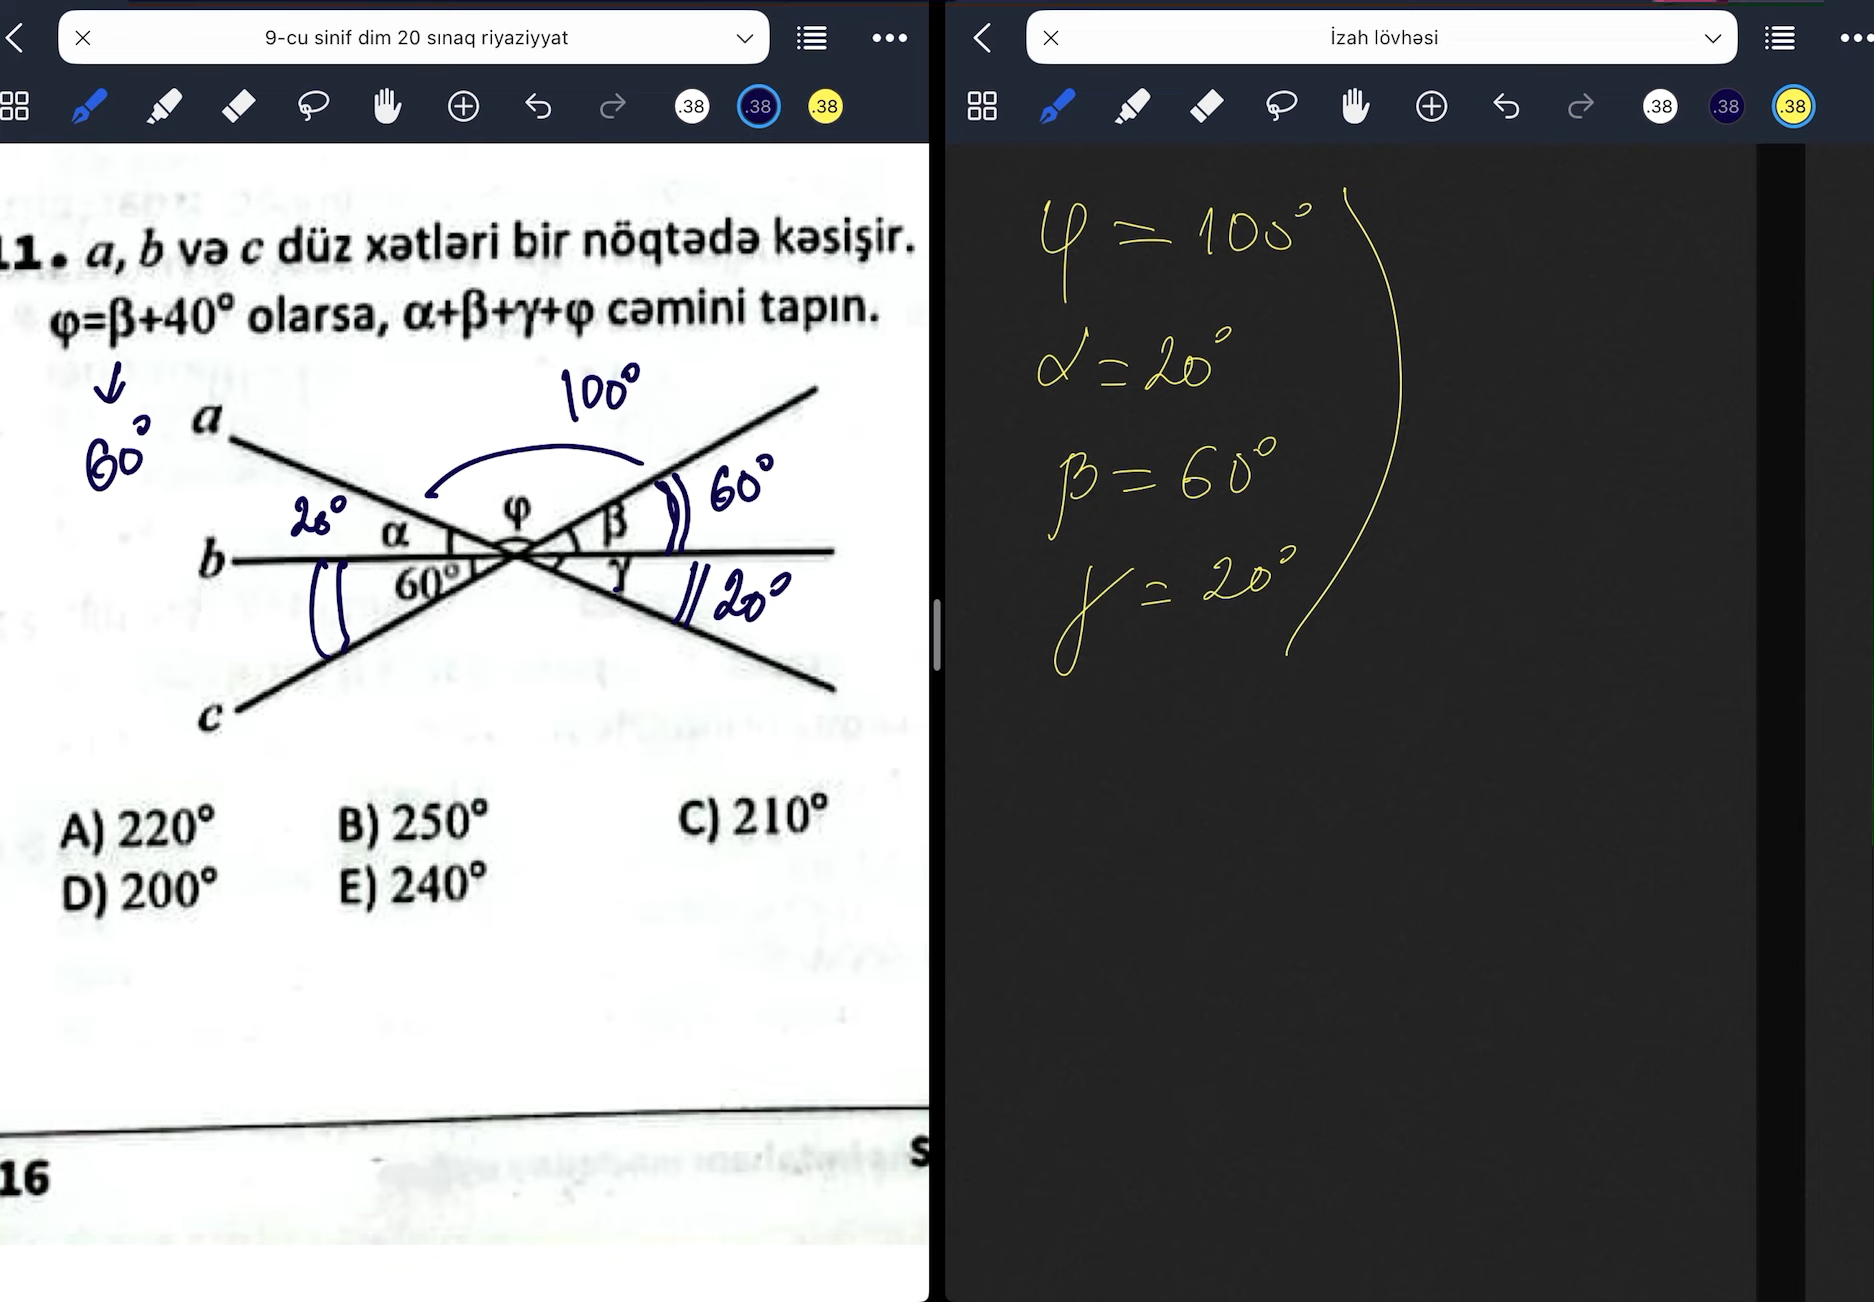 9-cu sinif dim 20 sınaq riyaziyyat
.38 .38 .38
11. a, b və c düz xətləri bir nöqtədə kəsişir.
φ=β+40° olarsa, α+β+γ+φ cəmini tapın.
60°
100°
a
20°
α
φ
β
60°
b
60°
γ
20°
c
A) 220° B) 250° C) 210°
D) 200° E) 240°
16
S
İzah lövhəsi
.38 .38 .38
φ = 100°
α = 20°
β = 60°
γ = 20°